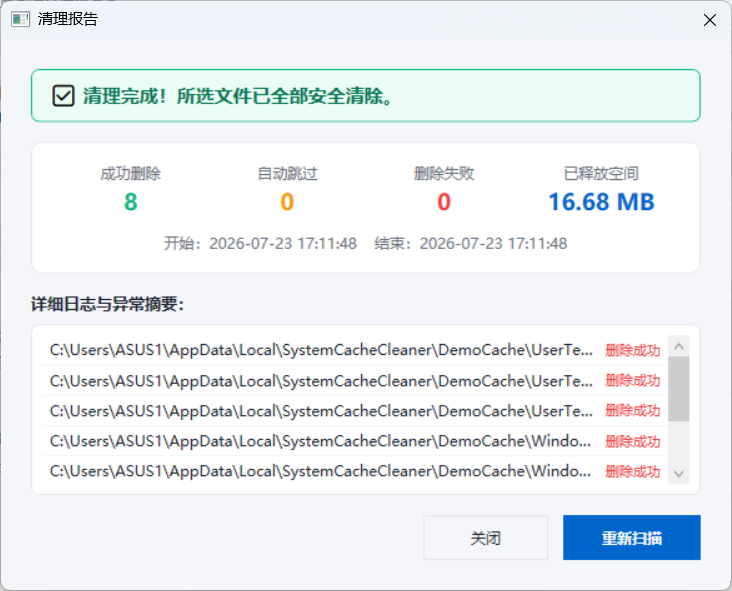 清理报告
清理完成！所选文件已全部安全清除。
成功删除 自动跳过 删除失败 已释放空间
8 0 0 16.68 MB
开始：2026-07-23 17:11:48 结束：2026-07-23 17:11:48
详细日志与异常摘要：
C:\Users\ASUS1\AppData\Local\SystemCacheCleaner\DemoCache\UserTe... 删除成功
C:\Users\ASUS1\AppData\Local\SystemCacheCleaner\DemoCache\UserTe... 删除成功
C:\Users\ASUS1\AppData\Local\SystemCacheCleaner\DemoCache\UserTe... 删除成功
C:\Users\ASUS1\AppData\Local\SystemCacheCleaner\DemoCache\Windo... 删除成功
C:\Users\ASUS1\AppData\Local\SystemCacheCleaner\DemoCache\Windo... 删除成功
关闭 重新扫描